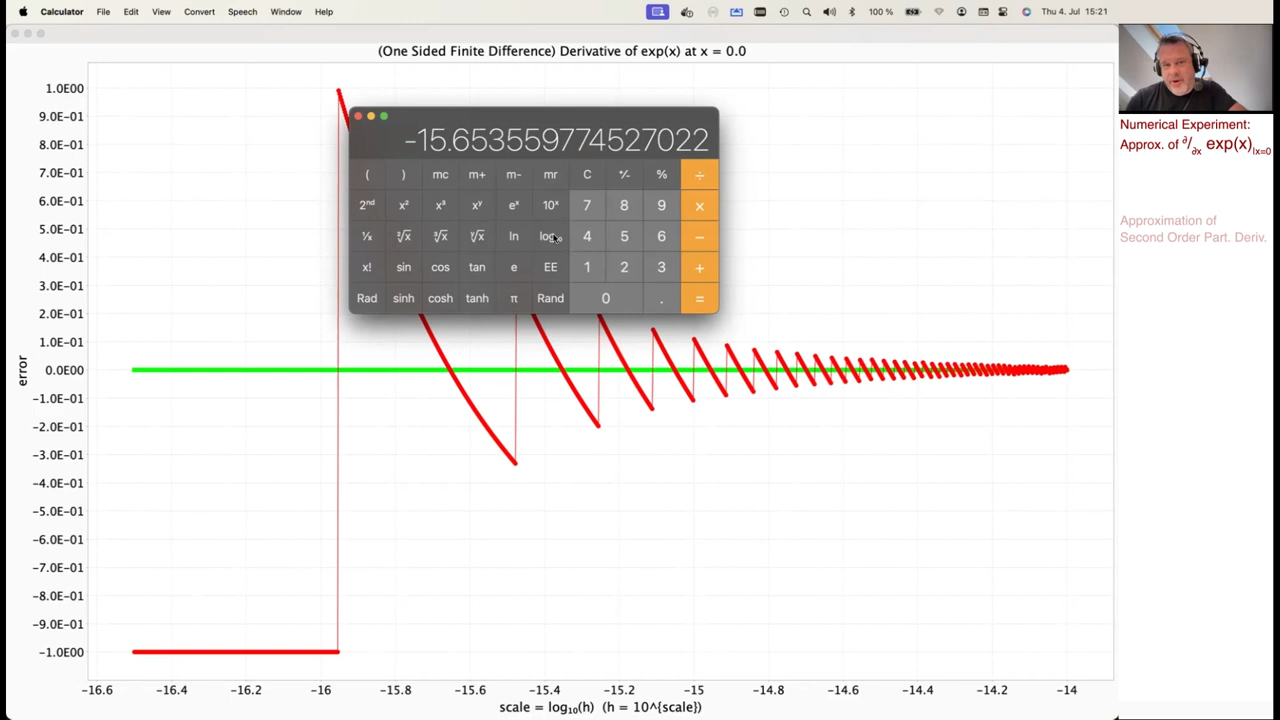 Calculator File Edit View Convert Speech Window Help 100 % Thu 4. Jul 15:21
(One Sided Finite Difference) Derivative of exp(x) at x = 0.0
Numerical Experiment:
Approx. of ∂/∂x exp(x)|x=0
Approximation of
Second Order Part. Deriv.
-15.653559774527022
( ) mc m+ m- mr C +/- % ÷
2nd x² x³ xʸ eˣ 10ˣ 7 8 9 ×
1/x ²√x ³√x ʸ√x ln log₁₀ 4 5 6 −
x! sin cos tan e EE 1 2 3 +
Rad sinh cosh tanh π Rand 0 . =
error
1.0E00
9.0E-01
8.0E-01
7.0E-01
6.0E-01
5.0E-01
4.0E-01
3.0E-01
2.0E-01
1.0E-01
0.0E00
-1.0E-01
-2.0E-01
-3.0E-01
-4.0E-01
-5.0E-01
-6.0E-01
-7.0E-01
-8.0E-01
-9.0E-01
-1.0E00
-16.6 -16.4 -16.2 -16 -15.8 -15.6 -15.4 -15.2 -15 -14.8 -14.6 -14.4 -14.2 -14
scale = log₁₀(h) (h = 10^{scale})